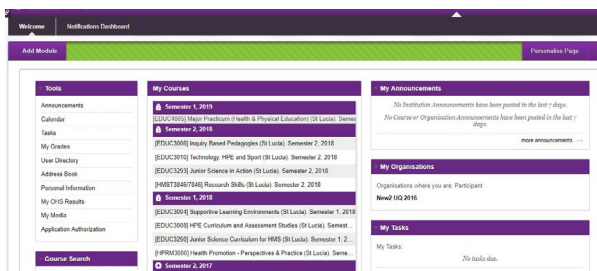 Welcome
Notifications Dashboard
Add Module
Personalise Page
Tools
Announcements
Calendar
Tasks
My Grades
User Directory
Address Book
Personal Information
My OHS Results
My Media
Application Authorization
Course Search
My Courses
Semester 1, 2019
[EDUC4005] Major Practicum (Health & Physical Education) (St Lucia). Semes
Semester 2, 2018
[EDUC3006] Inquiry Based Pedagogies (St Lucia). Semester 2, 2018
[EDUC3010] Technology, HPE and Sport (St Lucia). Semester 2, 2018
[EDUC3293] Junior Science in Action (St Lucia). Semester 2, 2018
[HMST3846/7846] Research Skills (St Lucia). Semester 2, 2018
Semester 1, 2018
[EDUC3004] Supportive Learning Environments (St Lucia). Semester 1, 2018
[EDUC3008] HPE Curriculum and Assessment Studies (St Lucia). Semest...
[EDUC3268] Junior Science Curriculum for HMS (St Lucia). Semester 1, 2...
[HPRM3000] Health Promotion - Perspectives & Practice (St Lucia). Seme...
Semester 2, 2017
My Announcements
No Institution Announcements have been posted in the last 7 days.
No Course or Organisation Announcements have been posted in the last 7
days.
more announcements...
My Organisations
Organisations where you are: Participant
New2 UQ 2016
My Tasks
My Tasks:
No tasks due.